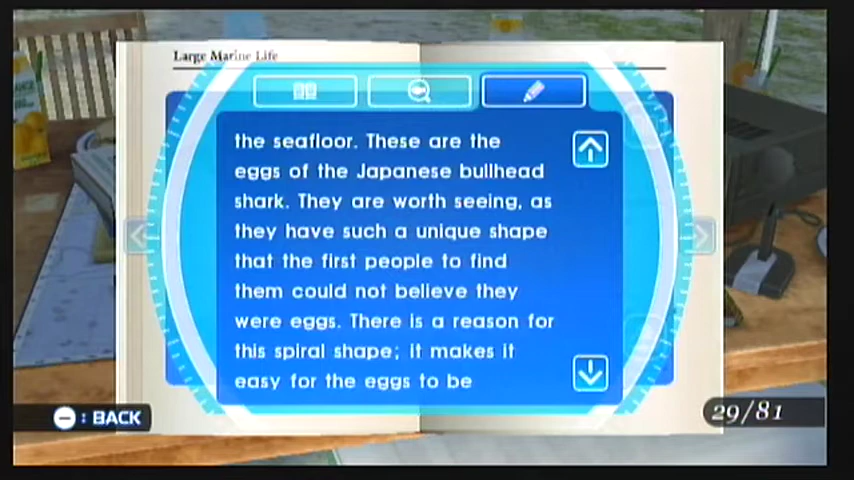 Large Marine Life
the seafloor. These are the
eggs of the Japanese bullhead
shark. They are worth seeing, as
they have such a unique shape
that the first people to find
them could not believe they
were eggs. There is a reason for
this spiral shape; it makes it
easy for the eggs to be
- : BACK
29/81